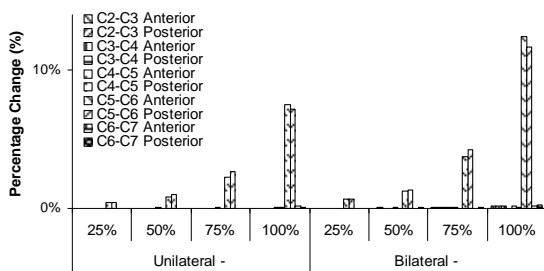 Percentage Change (%)
10%
0%
C2-C3 Anterior
C2-C3 Posterior
C3-C4 Anterior
C3-C4 Posterior
C4-C5 Anterior
C4-C5 Posterior
C5-C6 Anterior
C5-C6 Posterior
C6-C7 Anterior
C6-C7 Posterior
25% 50% 75% 100% 25% 50% 75% 100%
Unilateral - Bilateral -